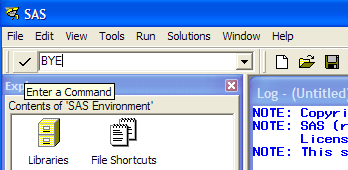 SAS
File Edit View Tools Run Solutions Window Help
BYE
Enter a Command
Contents of 'SAS Environment'
Libraries File Shortcuts
Log - (Untitled)
NOTE: Copyri
NOTE: SAS (r
Licens
NOTE: This s